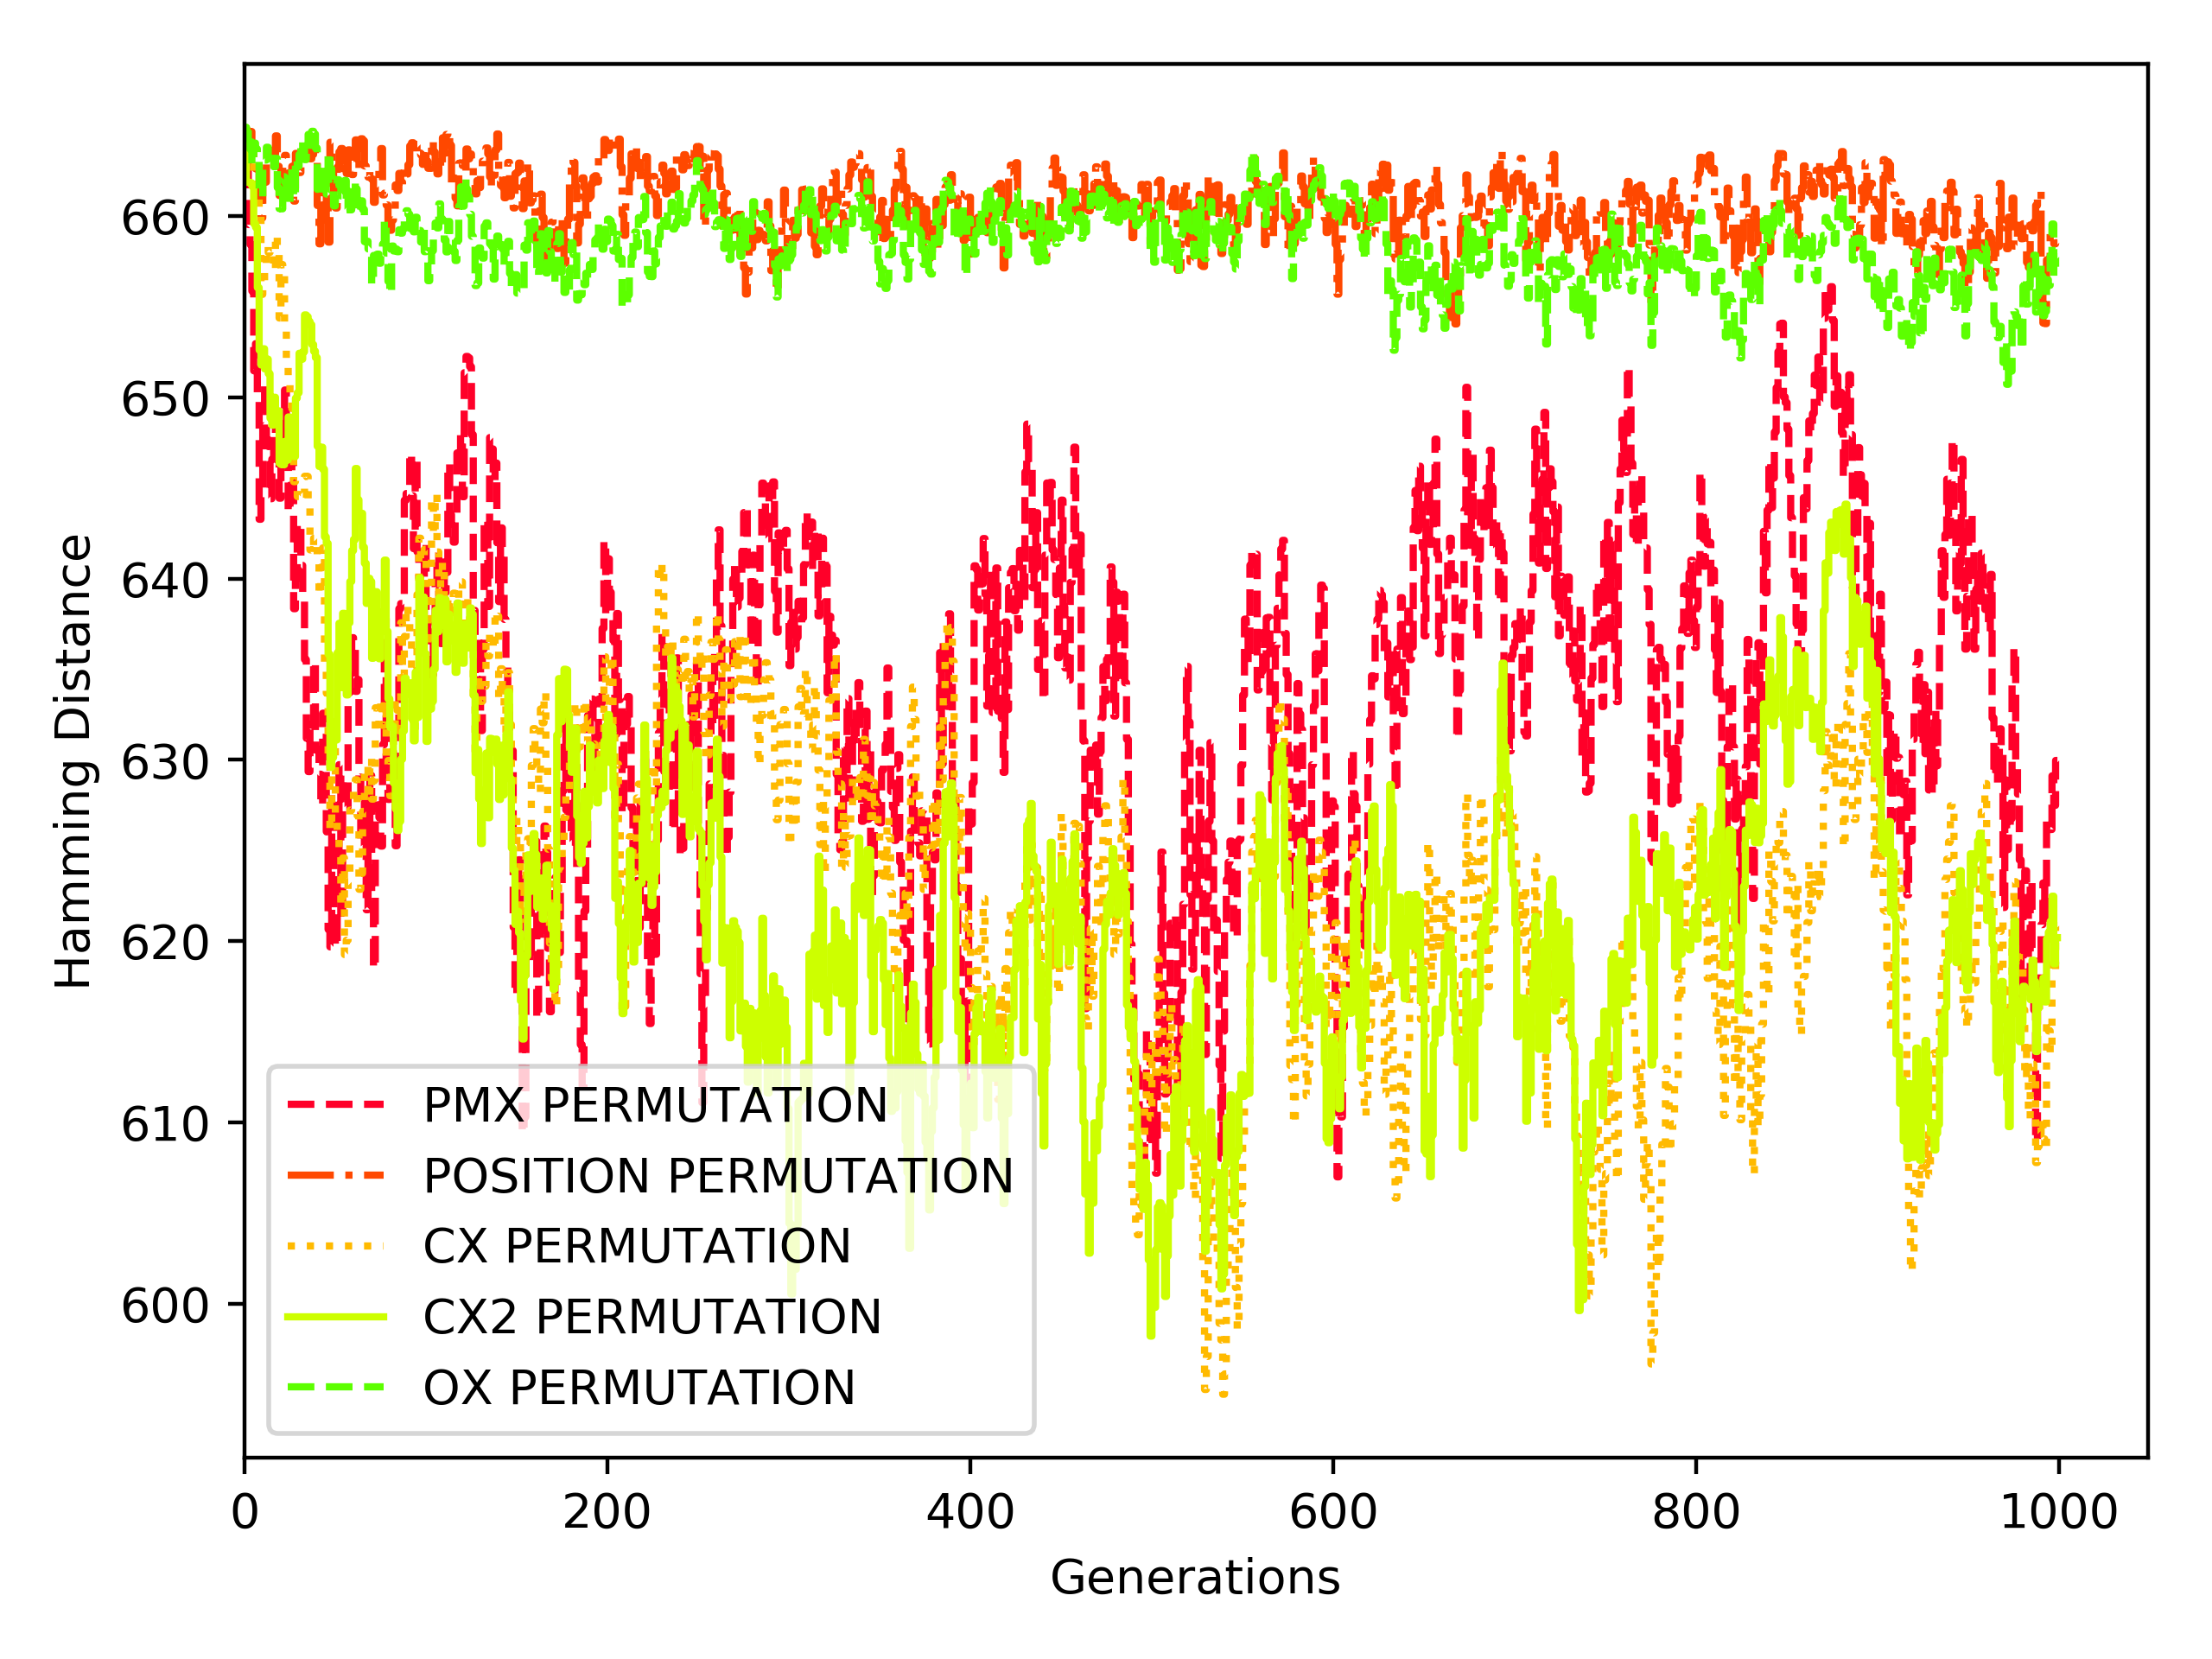 660
650
640
630
620
610
600
Hamming Distance
PMX PERMUTATION
POSITION PERMUTATION
CX PERMUTATION
CX2 PERMUTATION
OX PERMUTATION
0 200 400 600 800 1000
Generations